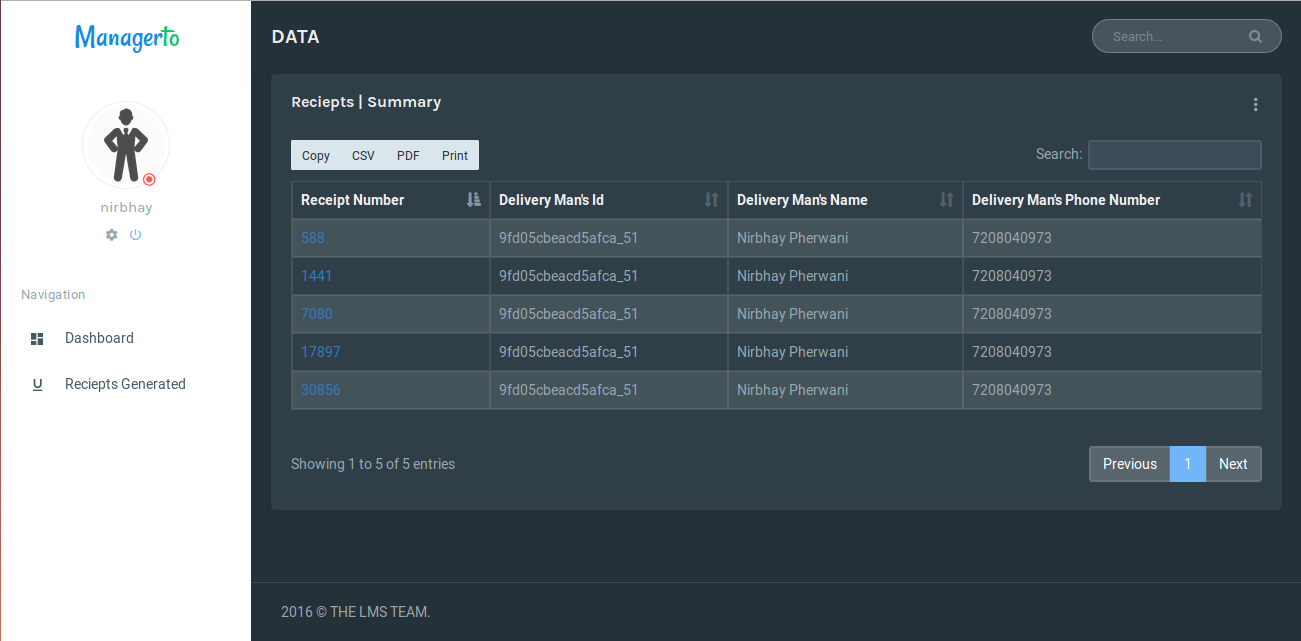 Managerto
nirbhay
Navigation
Dashboard
Reciepts Generated
DATA
Search...
Reciepts | Summary
Copy CSV PDF Print
Search:
Receipt Number Delivery Man's Id Delivery Man's Name Delivery Man's Phone Number
588 9fd05cbeacd5afca_51 Nirbhay Pherwani 7208040973
1441 9fd05cbeacd5afca_51 Nirbhay Pherwani 7208040973
7080 9fd05cbeacd5afca_51 Nirbhay Pherwani 7208040973
17897 9fd05cbeacd5afca_51 Nirbhay Pherwani 7208040973
30856 9fd05cbeacd5afca_51 Nirbhay Pherwani 7208040973
Showing 1 to 5 of 5 entries
Previous 1 Next
2016 © THE LMS TEAM.